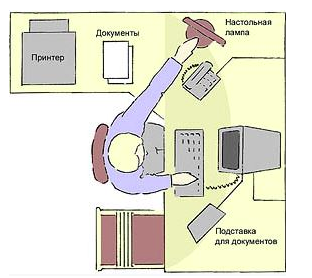 Настольная
лампа
Документы
Принтер
Подставка
для документов